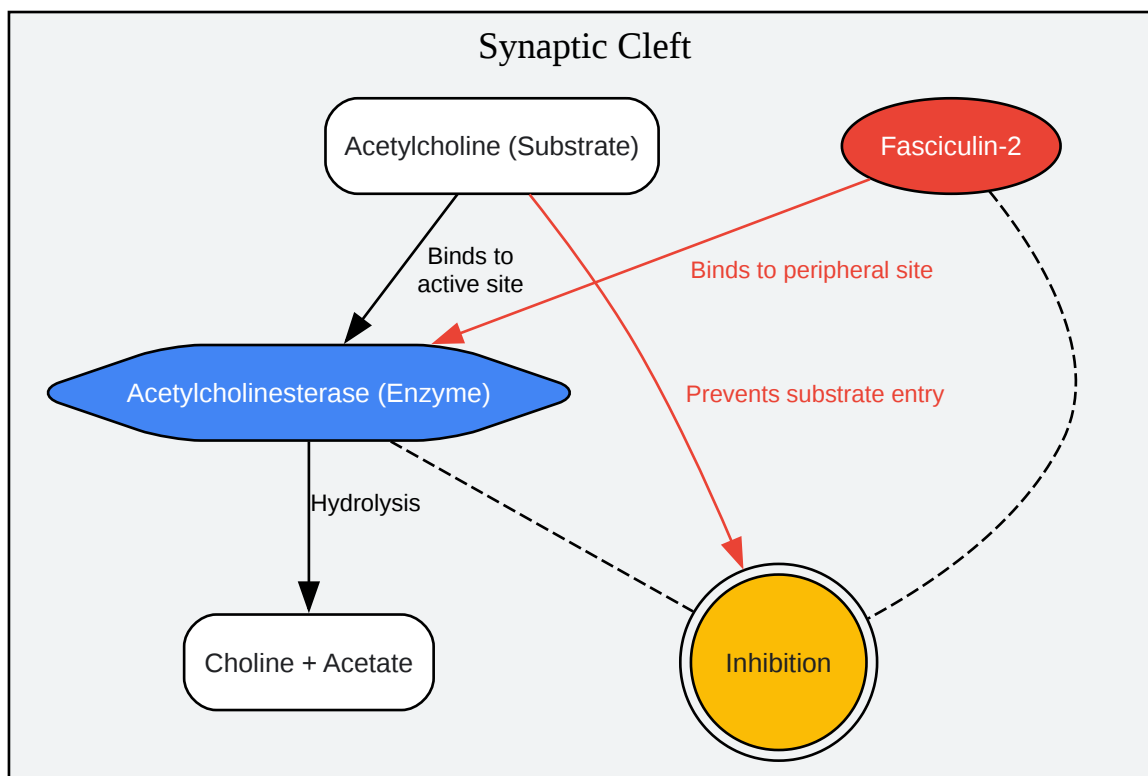 Synaptic Cleft
Acetylcholine (Substrate)
Fasciculin-2
Binds to
active site
Binds to peripheral site
Acetylcholinesterase (Enzyme)
Prevents substrate entry
Hydrolysis
Choline + Acetate
Inhibition